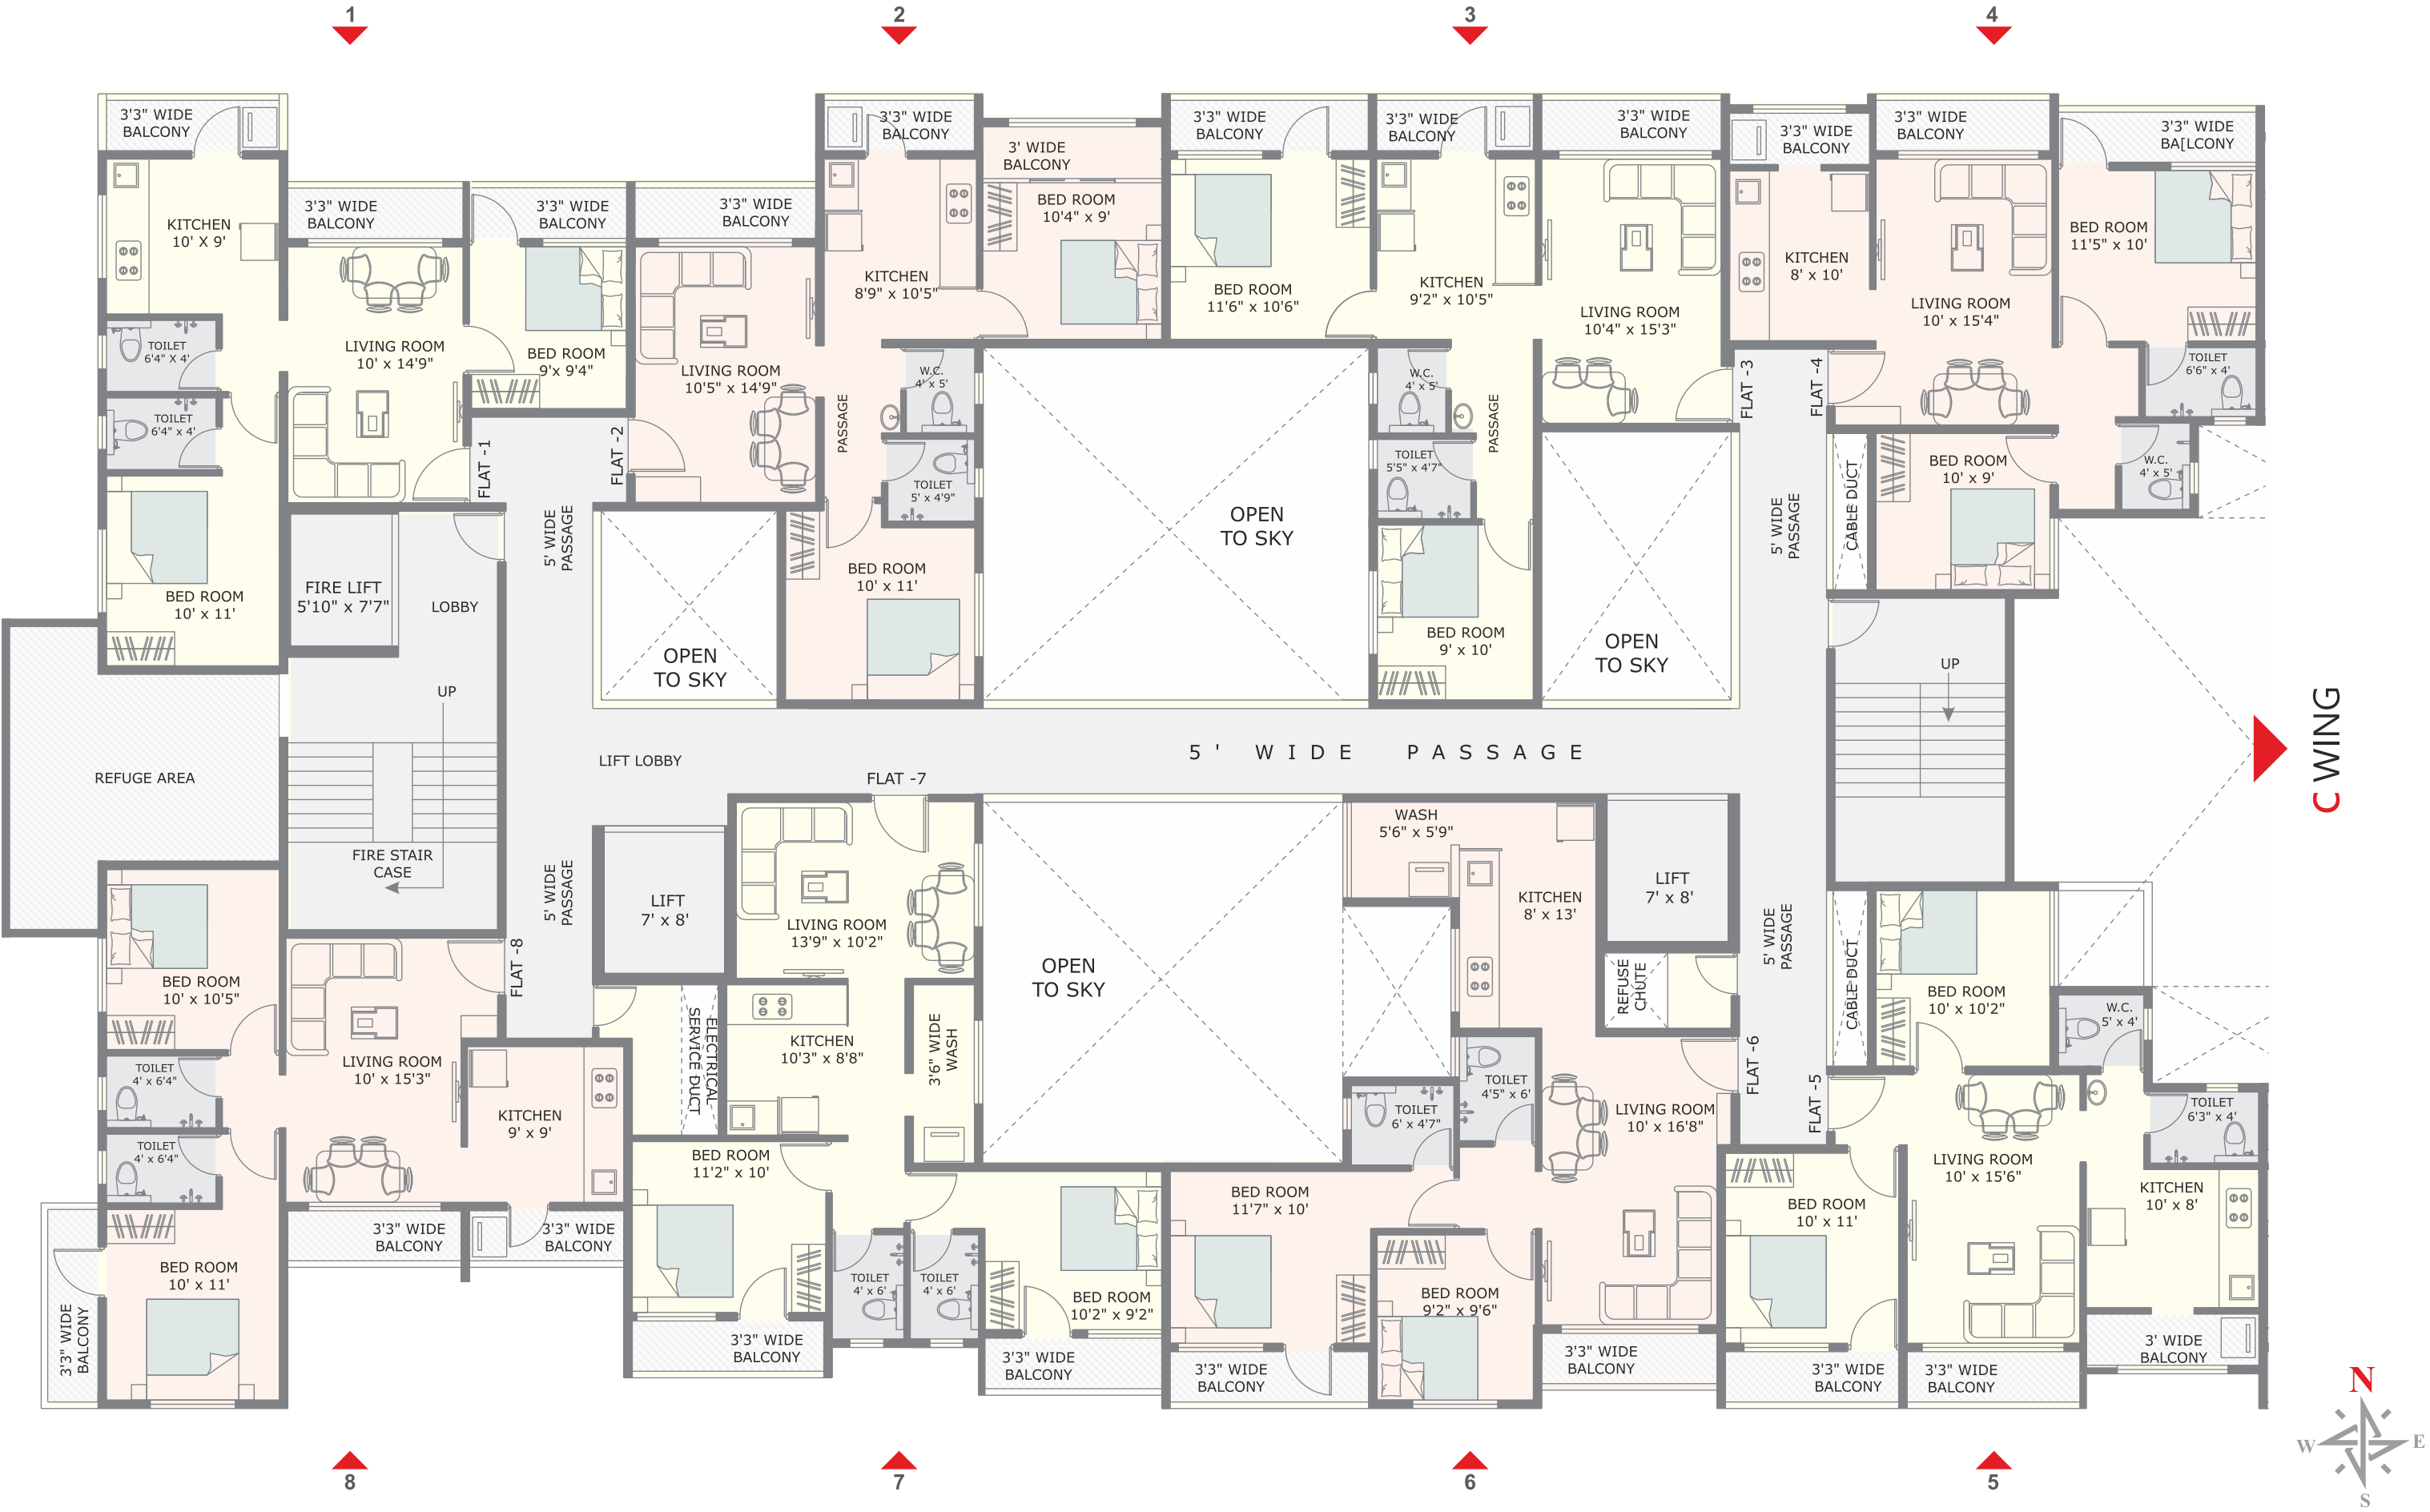 1
2
3
4
3'3" WIDE
BALCONY
KITCHEN
10' X 9'
3'3" WIDE
BALCONY
3'3" WIDE
BALCONY
TOILET
6'4" X 4'
LIVING ROOM
10' x 14'9"
BED ROOM
9'x 9'4"
TOILET
6'4" x 4'
FLAT -1
BED ROOM
10' x 11'
3'3" WIDE
BALCONY
3'3" WIDE
BALCONY
3' WIDE
BALCONY
BED ROOM
10'4" x 9'
KITCHEN
8'9" x 10'5"
LIVING ROOM
10'5" x 14'9"
W.C.
4' x 5'
PASSAGE
FLAT -2
TOILET
5' x 4'9"
BED ROOM
10' x 11'
3'3" WIDE
BALCONY
3'3" WIDE
BALCONY
3'3" WIDE
BALCONY
BED ROOM
11'6" x 10'6"
KITCHEN
9'2" x 10'5"
LIVING ROOM
10'4" x 15'3"
W.C.
4' x 5'
PASSAGE
FLAT -3
TOILET
5'5" x 4'7"
BED ROOM
9' x 10'
3'3" WIDE
BALCONY
3'3" WIDE
BALCONY
3'3" WIDE
BA[LCONY
BED ROOM
11'5" x 10'
KITCHEN
8' x 10'
LIVING ROOM
10' x 15'4"
FLAT -4
TOILET
6'6" x 4'
BED ROOM
10' x 9'
W.C.
4' x 5'
CABLE DUCT
5' WIDE
PASSAGE
5' WIDE
PASSAGE
FIRE LIFT
5'10" x 7'7"
LOBBY
OPEN
TO SKY
OPEN
TO SKY
OPEN
TO SKY
UP
UP
REFUGE AREA
FIRE STAIR
CASE
LIFT LOBBY
5' WIDE PASSAGE
C WING
5' WIDE
PASSAGE
LIFT
7' x 8'
FLAT -7
LIVING ROOM
13'9" x 10'2"
OPEN
TO SKY
WASH
5'6" x 5'9"
KITCHEN
8' x 13'
LIFT
7' x 8'
5' WIDE
PASSAGE
REFUSE
CHUTE
CABLE DUCT
BED ROOM
10' x 10'2"
W.C.
5' x 4'
BED ROOM
10' x 10'5"
FLAT -8
LIVING ROOM
10' x 15'3"
TOILET
4' x 6'4"
KITCHEN
9' x 9'
TOILET
4' x 6'4"
3'3" WIDE
BALCONY
3'3" WIDE
BALCONY
BED ROOM
10' x 11'
3'3" WIDE
BALCONY
ELECTRICAL
SERVICE DUCT
KITCHEN
10'3" x 8'8"
3'6" WIDE
WASH
BED ROOM
11'2" x 10'
TOILET
4' x 6'
TOILET
4' x 6'
BED ROOM
10'2" x 9'2"
3'3" WIDE
BALCONY
3'3" WIDE
BALCONY
TOILET
4'5" x 6'
TOILET
6' x 4'7"
FLAT -6
LIVING ROOM
10' x 16'8"
BED ROOM
11'7" x 10'
BED ROOM
9'2" x 9'6"
3'3" WIDE
BALCONY
3'3" WIDE
BALCONY
FLAT -5
TOILET
6'3" x 4'
LIVING ROOM
10' x 15'6"
KITCHEN
10' x 8'
BED ROOM
10' x 11'
3' WIDE
BALCONY
3'3" WIDE
BALCONY
3'3" WIDE
BALCONY
8
7
6
5
N
W
E
S